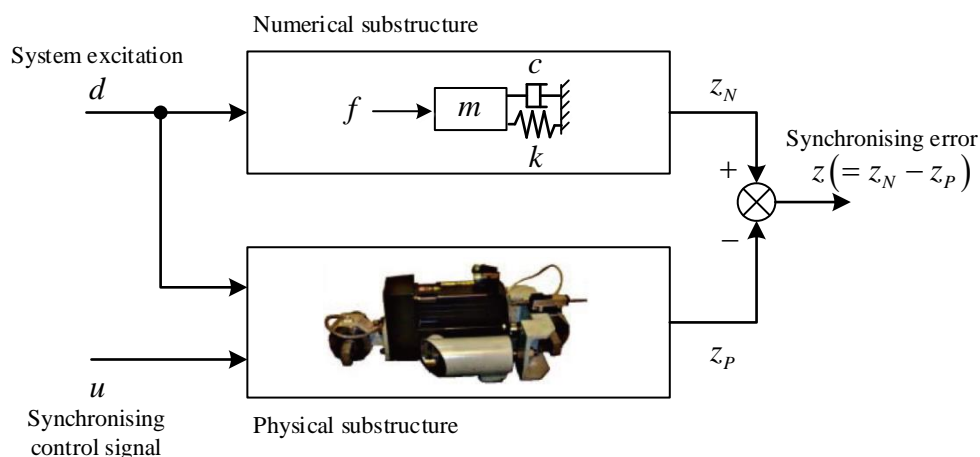 Numerical substructure
System excitation
d
f
m
c
k
z_N
Synchronising error
z(= z_N − z_P)
+
−
z_P
u
Synchronising
control signal
Physical substructure